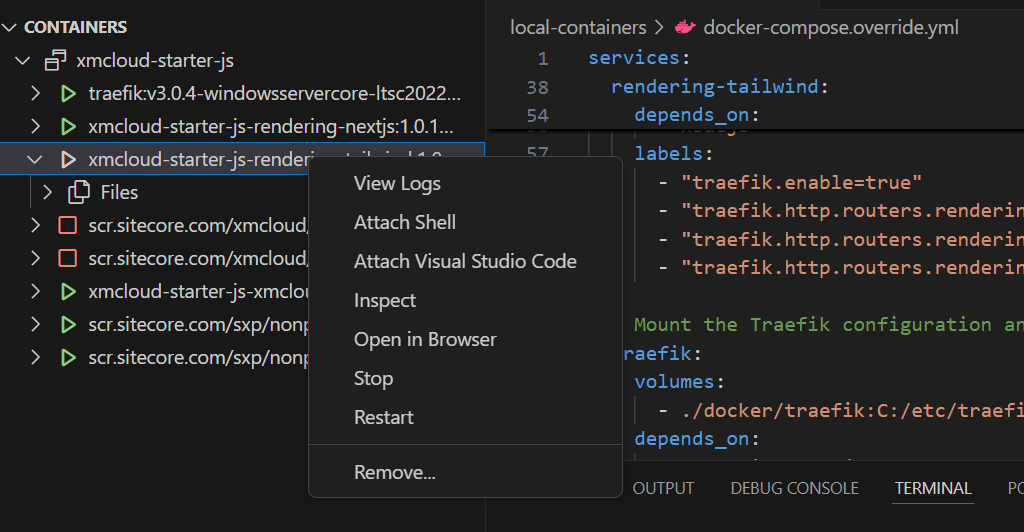 CONTAINERS
xmcloud-starter-js
traefik:v3.0.4-windowsservercore-ltsc2022...
xmcloud-starter-js-rendering-nextjs:1.0.1...
xmcloud-starter-js-render
Files
scr.sitecore.com/xmcloud/
scr.sitecore.com/xmcloud/
xmcloud-starter-js-xmclou
scr.sitecore.com/sxp/nonp
scr.sitecore.com/sxp/nonp
View Logs
Attach Shell
Attach Visual Studio Code
Inspect
Open in Browser
Stop
Restart
Remove...
local-containers > docker-compose.override.yml
1 services:
38 rendering-tailwind:
54 depends_on:
57 labels:
- "traefik.enable=true"
- "traefik.http.routers.renderin
- "traefik.http.routers.renderin
- "traefik.http.routers.renderin
Mount the Traefik configuration an
raefik:
volumes:
- ./docker/traefik:C:/etc/traefi
depends_on:
OUTPUT DEBUG CONSOLE TERMINAL PO